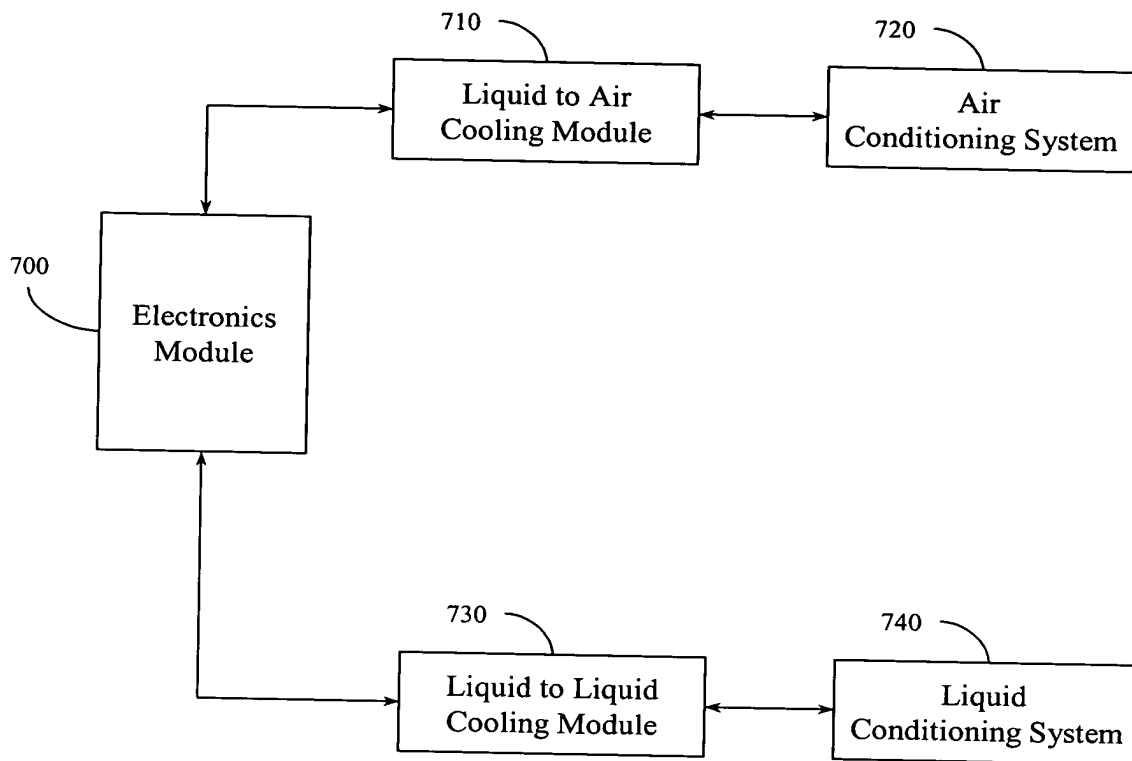 710
720
Liquid to Air
Cooling Module
Air
Conditioning System
700
Electronics
Module
730
740
Liquid to Liquid
Cooling Module
Liquid
Conditioning System